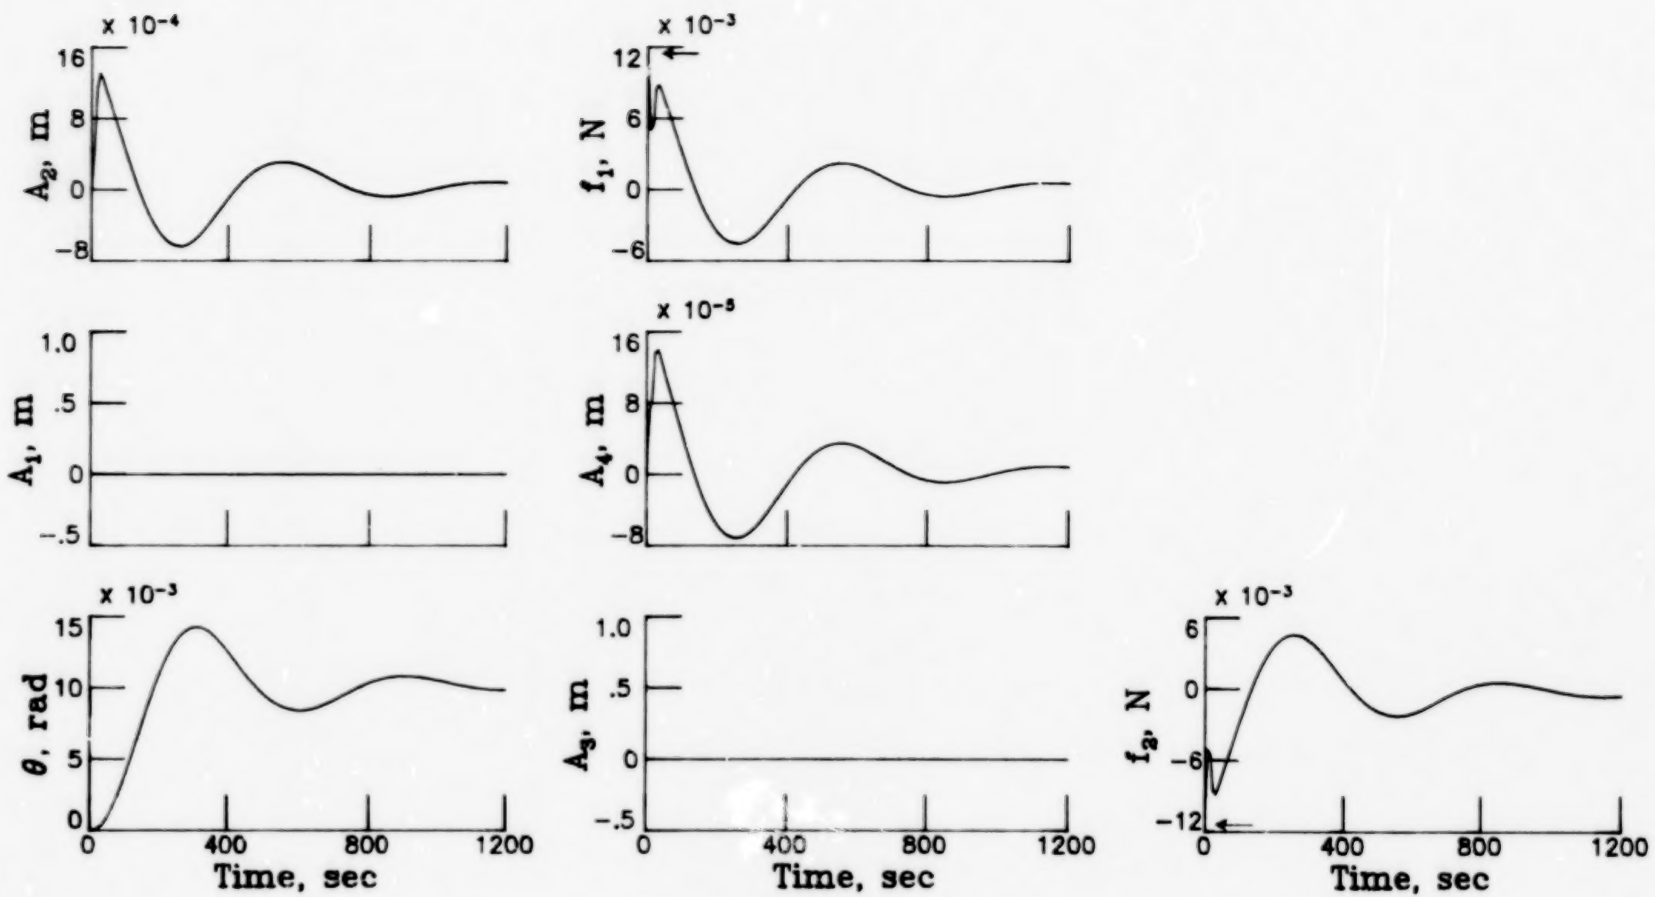 x 10⁻⁴
16
8
0
-8
A₂, m
x 10⁻³
12
6
0
-6
f₁, N
1.0
.5
0
-.5
A₁, m
x 10⁻⁵
16
8
0
-8
A₄, m
x 10⁻³
15
10
5
0
θ, rad
0 400 800 1200
Time, sec
1.0
.5
0
-.5
A₃, m
0 400 800 1200
Time, sec
x 10⁻³
6
0
-6
-12
f₂, N
0 400 800 1200
Time, sec